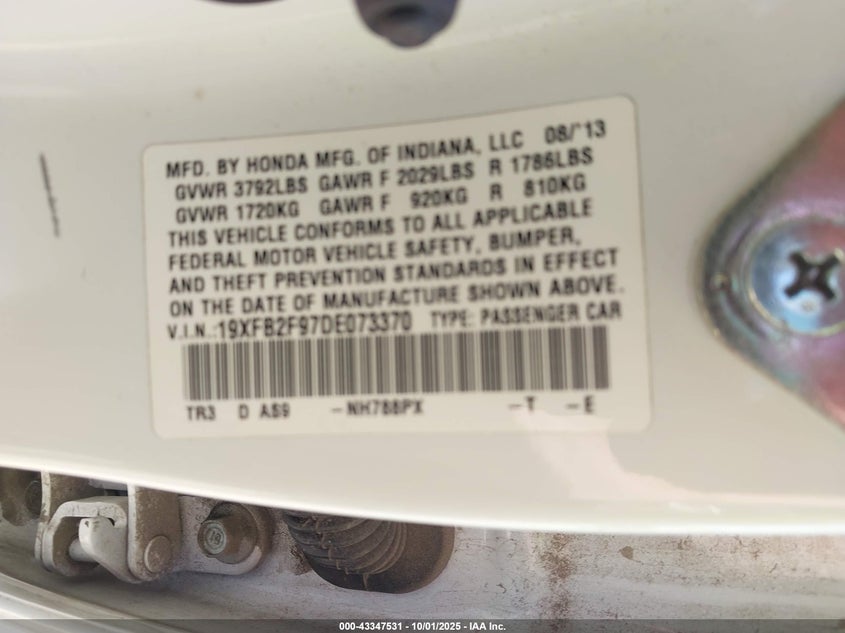 MFD. BY HONDA MFG. OF INDIANA, LLC 08/'13
GVWR 3792LBS GAWR F 2029LBS R 1786LBS
GVWR 1720KG GAWR F 920KG R 810KG
THIS VEHICLE CONFORMS TO ALL APPLICABLE
FEDERAL MOTOR VEHICLE SAFETY, BUMPER,
AND THEFT PREVENTION STANDARDS IN EFFECT
ON THE DATE OF MANUFACTURE SHOWN ABOVE.
V.I.N.:19XFB2F97DE073370 TYPE: PASSENGER CAR
TR3 D AS9 -NH788PX -T -E
000-43347531 - 10/01/2025 - IAA Inc.